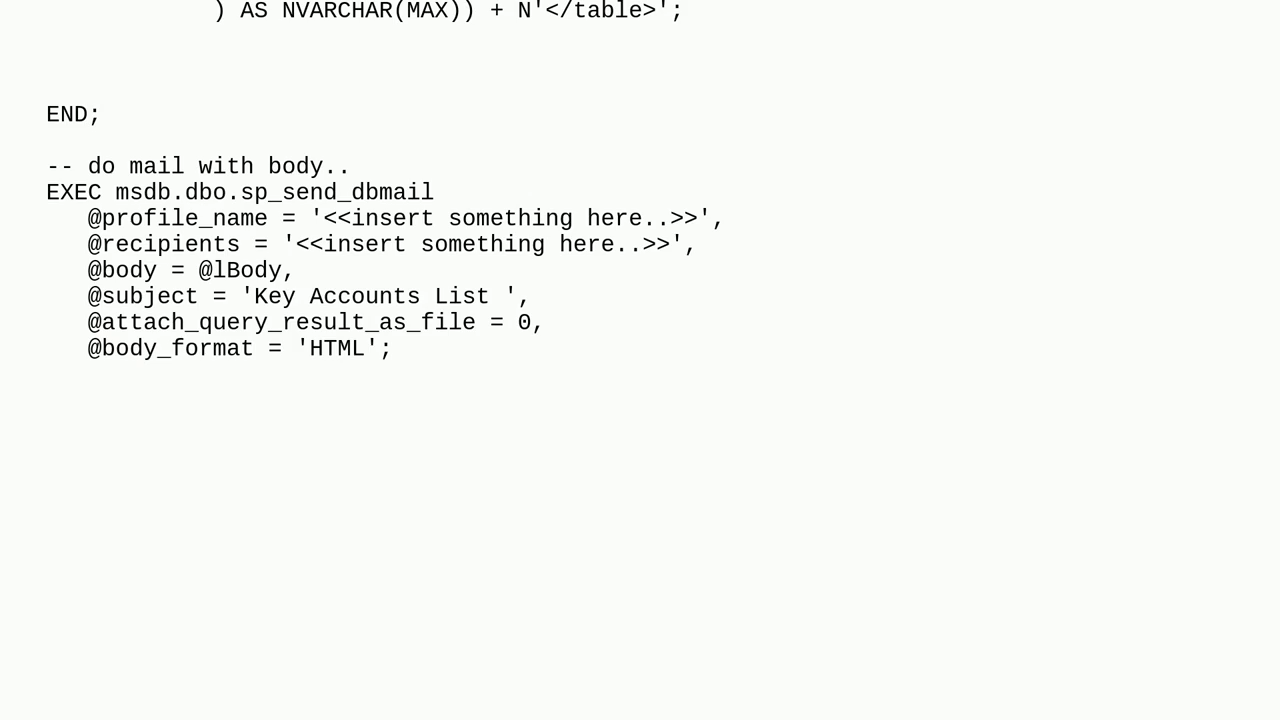 ) AS NVARCHAR(MAX)) + N'</table>';
END;
-- do mail with body..
EXEC msdb.dbo.sp_send_dbmail
@profile_name = '<<insert something here..>>',
@recipients = '<<insert something here..>>',
@body = @lBody,
@subject = 'Key Accounts List ',
@attach_query_result_as_file = 0,
@body_format = 'HTML';